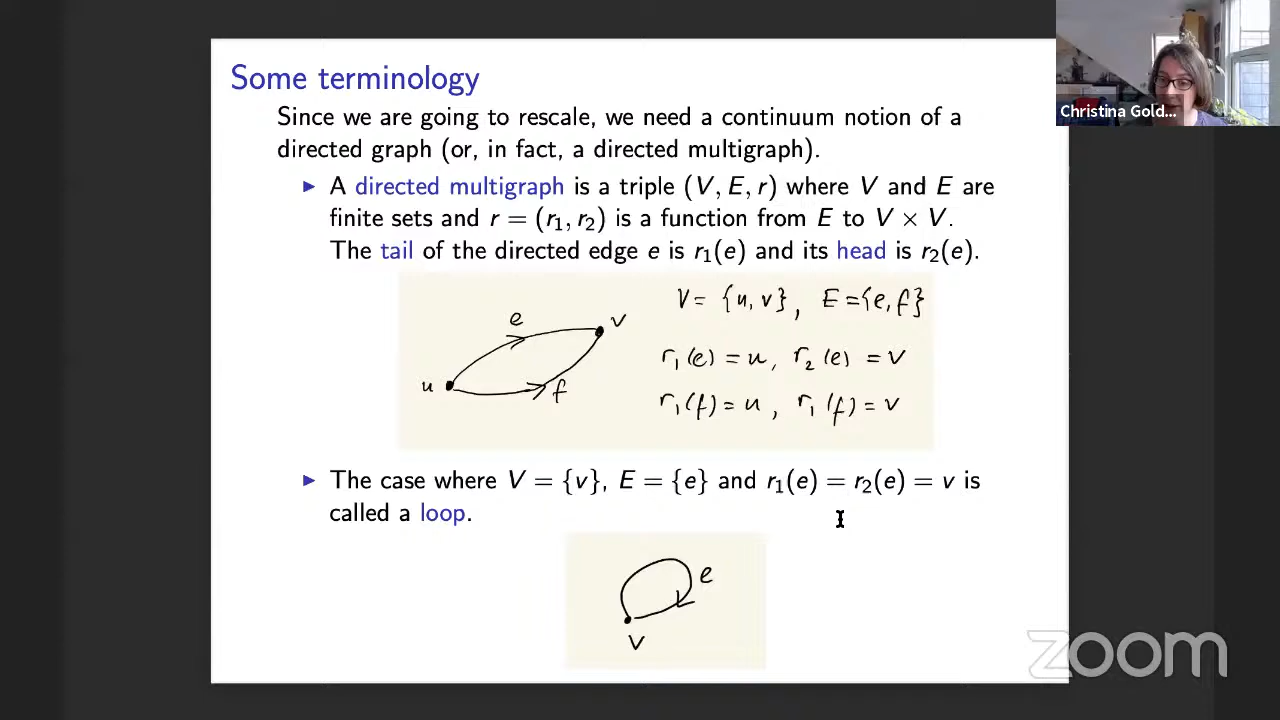 Some terminology
Since we are going to rescale, we need a continuum notion of a
directed graph (or, in fact, a directed multigraph).
▶ A directed multigraph is a triple (V, E, r) where V and E are
finite sets and r = (r₁, r₂) is a function from E to V × V.
The tail of the directed edge e is r₁(e) and its head is r₂(e).
V = {u, v}, E = {e, f}
e
v
r₁(e) = u, r₂(e) = v
u
f
r₁(f) = u, r₁(f) = v
▶ The case where V = {v}, E = {e} and r₁(e) = r₂(e) = v is
called a loop.
e
v
Christina Gold...
zoom